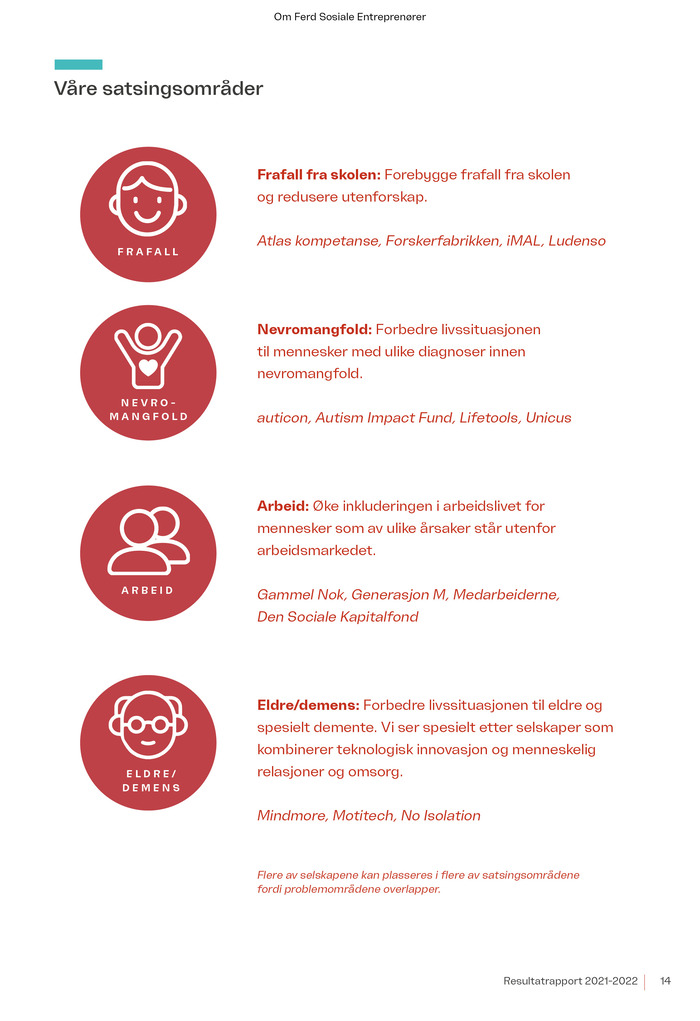 Om Ferd Sosiale Entreprenører
Våre satsingsområder
FRAFALL
Frafall fra skolen: Forebygge frafall fra skolen
og redusere utenforskap.
Atlas kompetanse, Forskerfabrikken, iMAL, Ludenso
NEVRO-
MANGFOLD
Nevromangfold: Forbedre livssituasjonen
til mennesker med ulike diagnoser innen
nevromangfold.
auticon, Autism Impact Fund, Lifetools, Unicus
ARBEID
Arbeid: Øke inkluderingen i arbeidslivet for
mennesker som av ulike årsaker står utenfor
arbeidsmarkedet.
Gammel Nok, Generasjon M, Medarbeiderne,
Den Sociale Kapitalfond
ELDRE/
DEMENS
Eldre/demens: Forbedre livssituasjonen til eldre og
spesielt demente. Vi ser spesielt etter selskaper som
kombinerer teknologisk innovasjon og menneskelig
relasjoner og omsorg.
Mindmore, Motitech, No Isolation
Flere av selskapene kan plasseres i flere av satsingsområdene
fordi problemområdene overlapper.
Resultatrapport 2021-2022 14